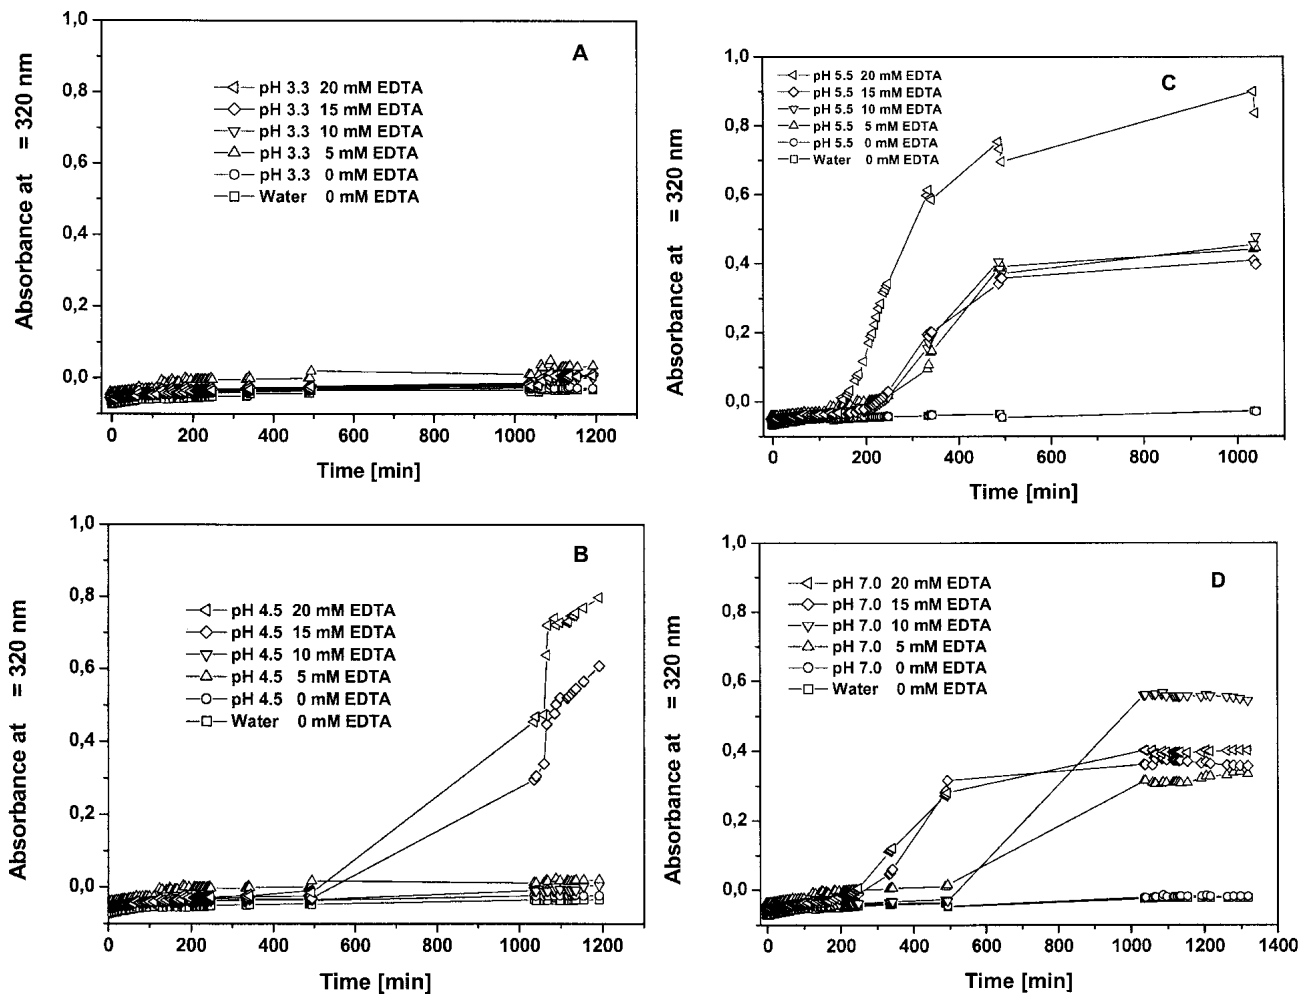 A
Absorbance at = 320 nm
1,0
0,8
0,6
0,4
0,2
0,0
pH 3.3 20 mM EDTA
pH 3.3 15 mM EDTA
pH 3.3 10 mM EDTA
pH 3.3 5 mM EDTA
pH 3.3 0 mM EDTA
Water 0 mM EDTA
0 200 400 600 800 1000 1200
Time [min]
C
Absorbance at = 320 nm
1,0
0,8
0,6
0,4
0,2
0,0
pH 5.5 20 mM EDTA
pH 5.5 15 mM EDTA
pH 5.5 10 mM EDTA
pH 5.5 5 mM EDTA
pH 5.5 0 mM EDTA
Water 0 mM EDTA
0 200 400 600 800 1000
Time [min]
B
Absorbance at = 320 nm
1,0
0,8
0,6
0,4
0,2
0,0
pH 4.5 20 mM EDTA
pH 4.5 15 mM EDTA
pH 4.5 10 mM EDTA
pH 4.5 5 mM EDTA
pH 4.5 0 mM EDTA
Water 0 mM EDTA
0 200 400 600 800 1000 1200
Time [min]
D
Absorbance at = 320 nm
1,0
0,8
0,6
0,4
0,2
0,0
pH 7.0 20 mM EDTA
pH 7.0 15 mM EDTA
pH 7.0 10 mM EDTA
pH 7.0 5 mM EDTA
pH 7.0 0 mM EDTA
Water 0 mM EDTA
0 200 400 600 800 1000 1200 1400
Time [min]